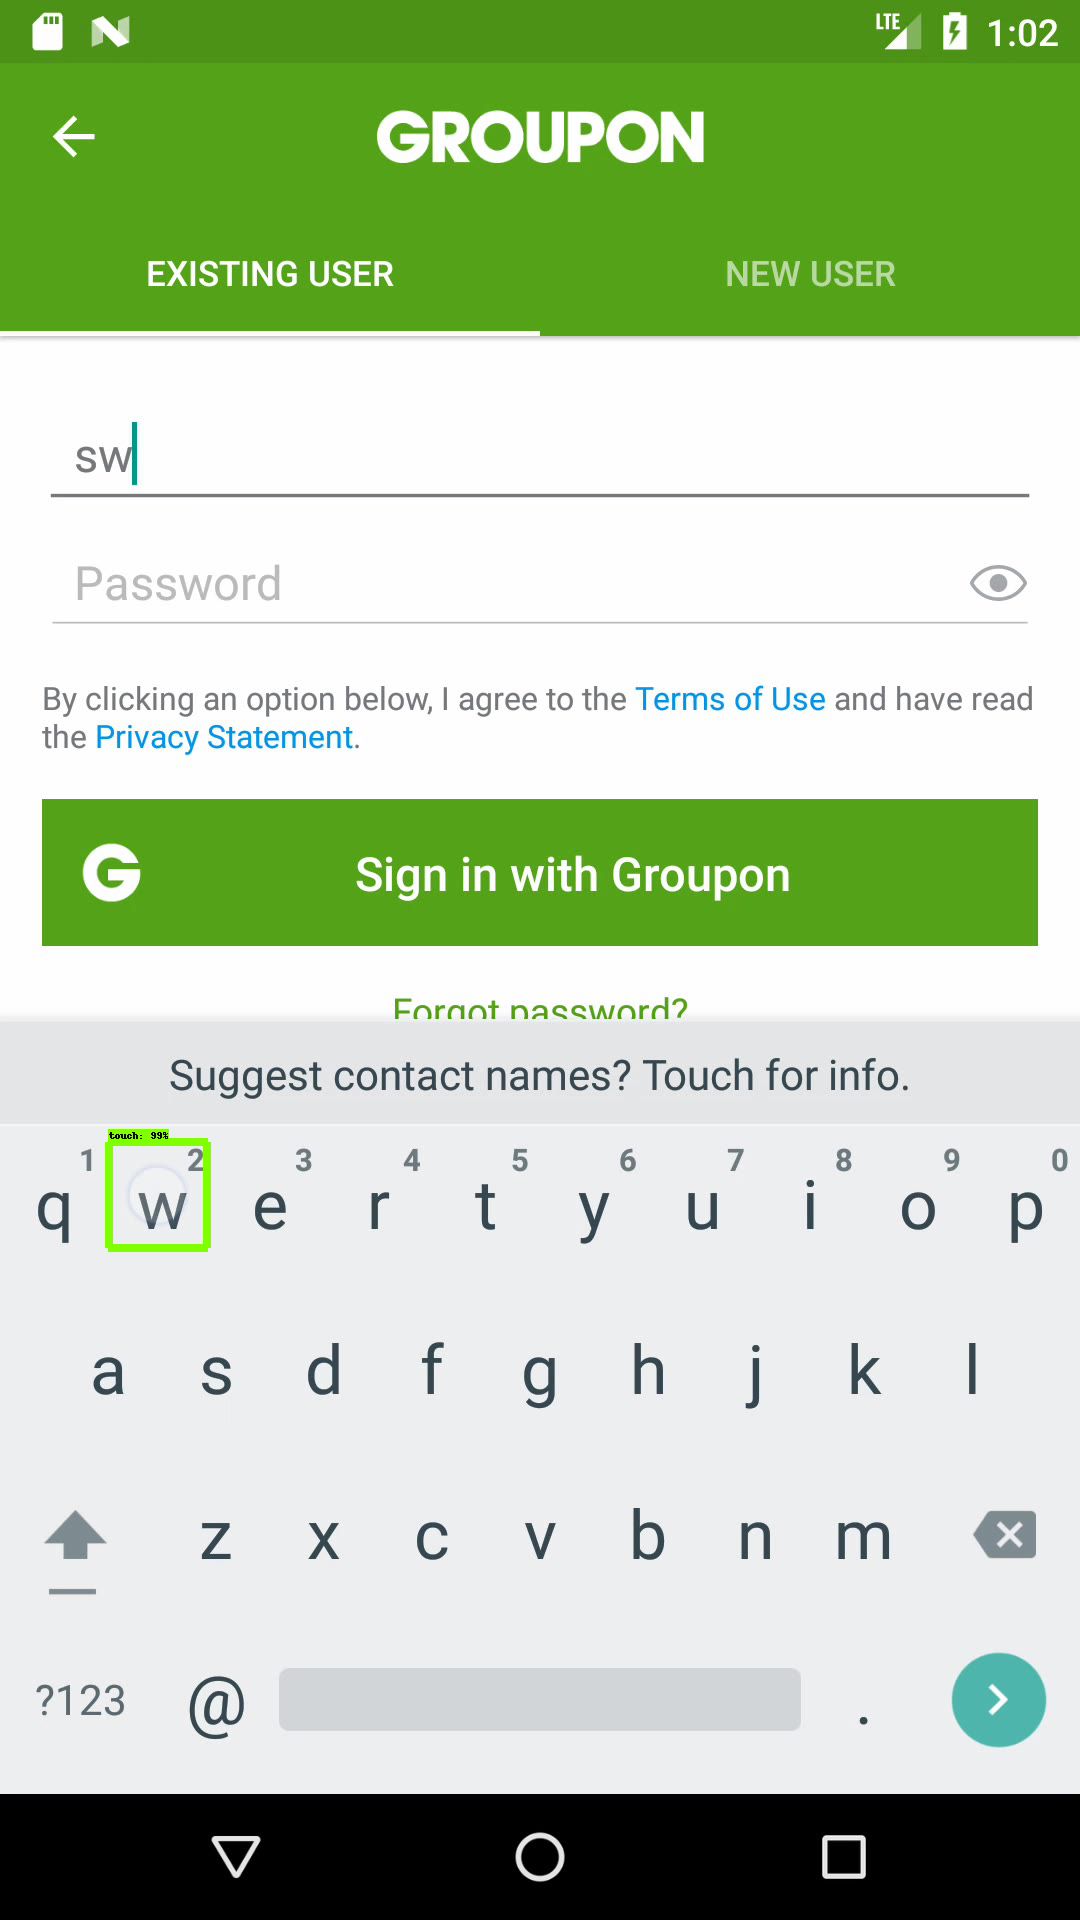 LTE 1:02
GROUPON
EXISTING USER NEW USER
sw
Password
By clicking an option below, I agree to the Terms of Use and have read
the Privacy Statement.
G Sign in with Groupon
Forgot password?
Suggest contact names? Touch for info.
touch: 99%
1 2 3 4 5 6 7 8 9 0
q w e r t y u i o p
a s d f g h j k l
z x c v b n m
?123 @ .